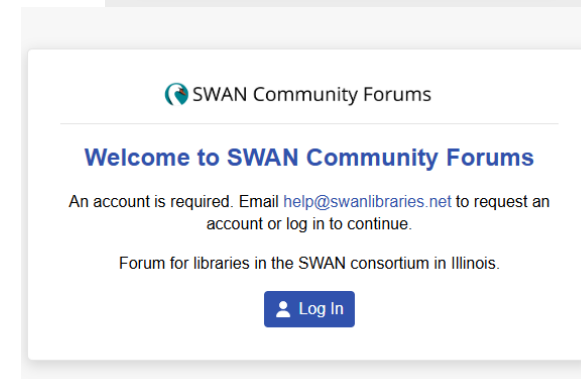 SWAN Community Forums
Welcome to SWAN Community Forums
An account is required. Email help@swanlibraries.net to request an
account or log in to continue.
Forum for libraries in the SWAN consortium in Illinois.
Log In